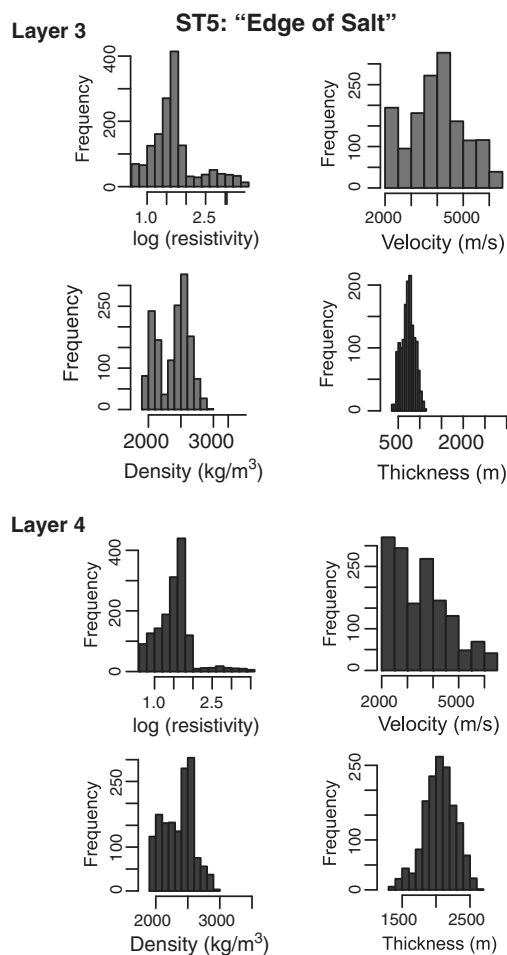 ST5: “Edge of Salt”
Layer 3
Frequency
0
200
400
1.0
2.5
log (resistivity)
Frequency
0
100
250
2000
5000
Velocity (m/s)
Frequency
0
100
250
2000
3000
Density (kg/m³)
Frequency
0
100
200
500
2000
Thickness (m)
Layer 4
Frequency
0
200
400
1.0
2.5
log (resistivity)
Frequency
0
100
250
2000
5000
Velocity (m/s)
Frequency
0
100
250
2000
3000
Density (kg/m³)
Frequency
0
100
250
1500
2500
Thickness (m)